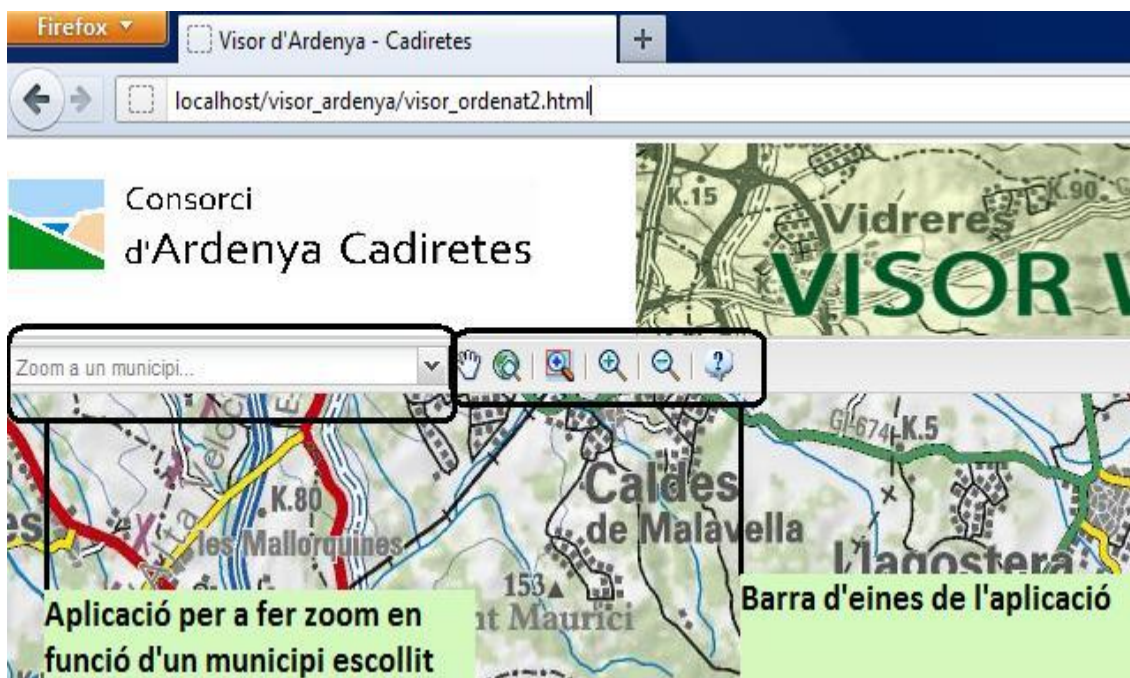 Firefox
Visor d'Ardenya - Cadiretes
localhost/visor_ardenya/visor_ordenat2.html
Consorci
d'Ardenya Cadiretes
K.15
K.90
Vidreres
VISOR
Zoom a un municipi...
GI-674
K.5
K.80
les Mallorquines
Caldes
de Malavella
Llagostera
153
Maurici
Aplicació per a fer zoom en
funció d'un municipi escollit
Barra d'eines de l'aplicació